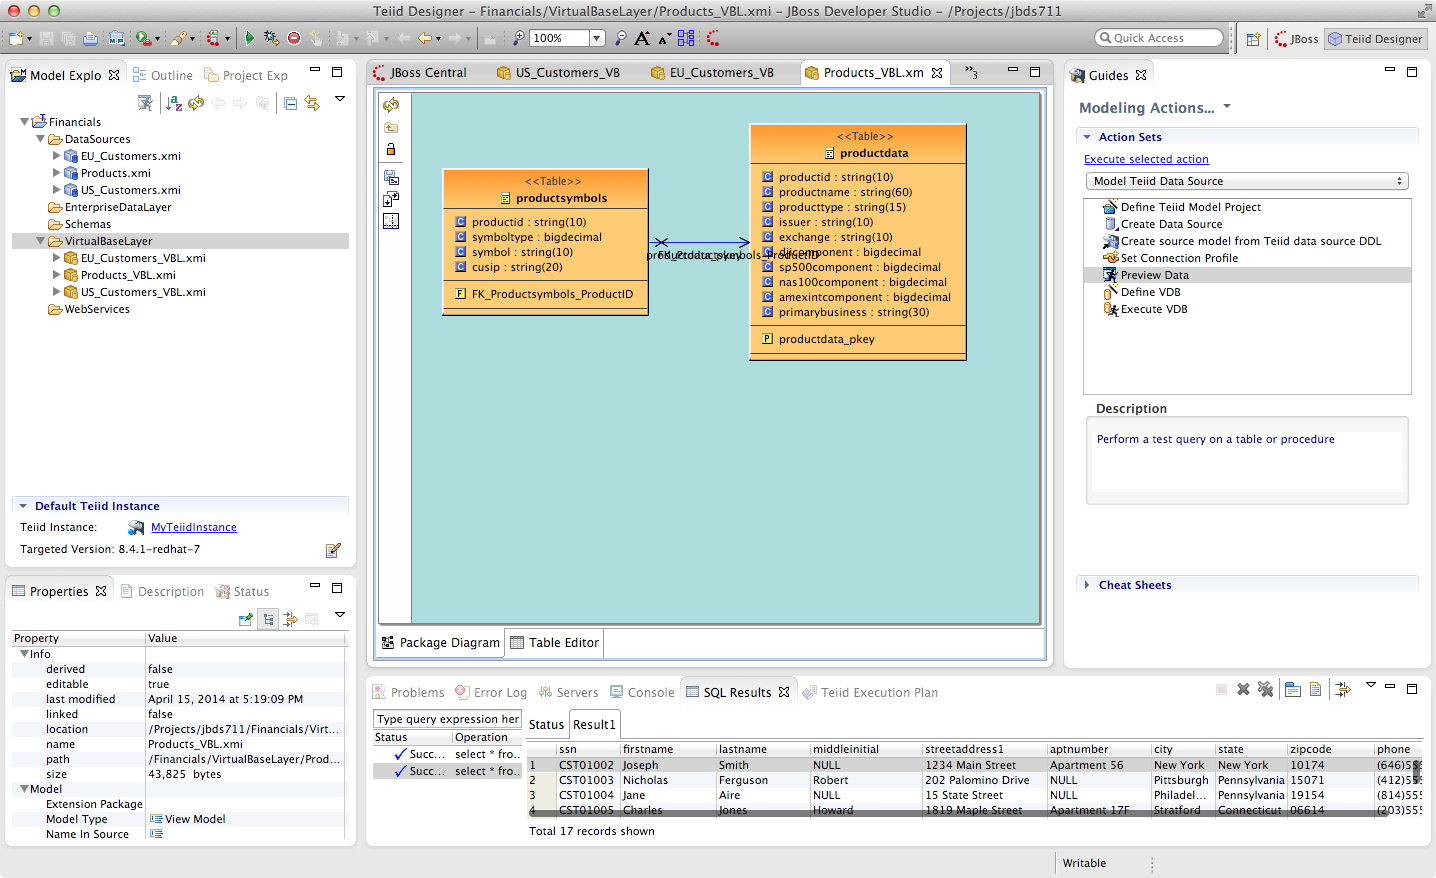 Teiid Designer – Financials/VirtualBaseLayer/Products_VBL.xmi – JBoss Developer Studio – /Projects/jbds711
100%
Quick Access
JBoss
Teiid Designer
Model Explo
Outline
Project Exp
Financials
DataSources
EU_Customers.xmi
Products.xmi
US_Customers.xmi
EnterpriseDataLayer
Schemas
VirtualBaseLayer
EU_Customers_VBL.xmi
Products_VBL.xmi
US_Customers_VBL.xmi
WebServices
Default Teiid Instance
Teiid Instance: MyTeiidInstance
Targeted Version: 8.4.1-redhat-7
Properties
Description
Status
Property Value
Info
derived false
editable true
last modified April 15, 2014 at 5:19:09 PM
linked false
location /Projects/jbds711/Financials/Virt...
name Products_VBL.xmi
path /Financials/VirtualBaseLayer/Prod...
size 43,825 bytes
Model
Extension Package
Model Type View Model
Name In Source
JBoss Central
US_Customers_VB
EU_Customers_VB
Products_VBL.xm
»3
<<Table>>
productsymbols
productid : string(10)
symboltype : bigdecimal
symbol : string(10)
cusip : string(20)
FK_Productsymbols_ProductID
<<Table>>
productdata
productid : string(10)
productname : string(60)
producttype : string(15)
issuer : string(10)
exchange : string(10)
component : bigdecimal
sp500component : bigdecimal
nas100component : bigdecimal
amexintcomponent : bigdecimal
primarybusiness : string(30)
productdata_pkey
Package Diagram
Table Editor
Guides
Modeling Actions...
Action Sets
Execute selected action
Model Teiid Data Source
Define Teiid Model Project
Create Data Source
Create source model from Teiid data source DDL
Set Connection Profile
Preview Data
Define VDB
Execute VDB
Description
Perform a test query on a table or procedure
Cheat Sheets
Problems
Error Log
Servers
Console
SQL Results
Teiid Execution Plan
Type query expression her
Status Operation
Succ... select * fro...
Succ... select * fro...
Status
Result1
ssn firstname lastname middleinitial streetaddress1 aptnumber city state zipcode phone
1 CST01002 Joseph Smith NULL 1234 Main Street Apartment 56 New York New York 10174 (646)555
2 CST01003 Nicholas Ferguson Robert 202 Palomino Drive NULL Pittsburgh Pennsylvania 15071 (412)555
3 CST01004 Jane Aire NULL 15 State Street NULL Philadel... Pennsylvania 19154 (814)555
4 CST01005 Charles Jones Howard 1819 Maple Street Apartment 17F Stratford Connecticut 06614 (203)555
Total 17 records shown
Writable